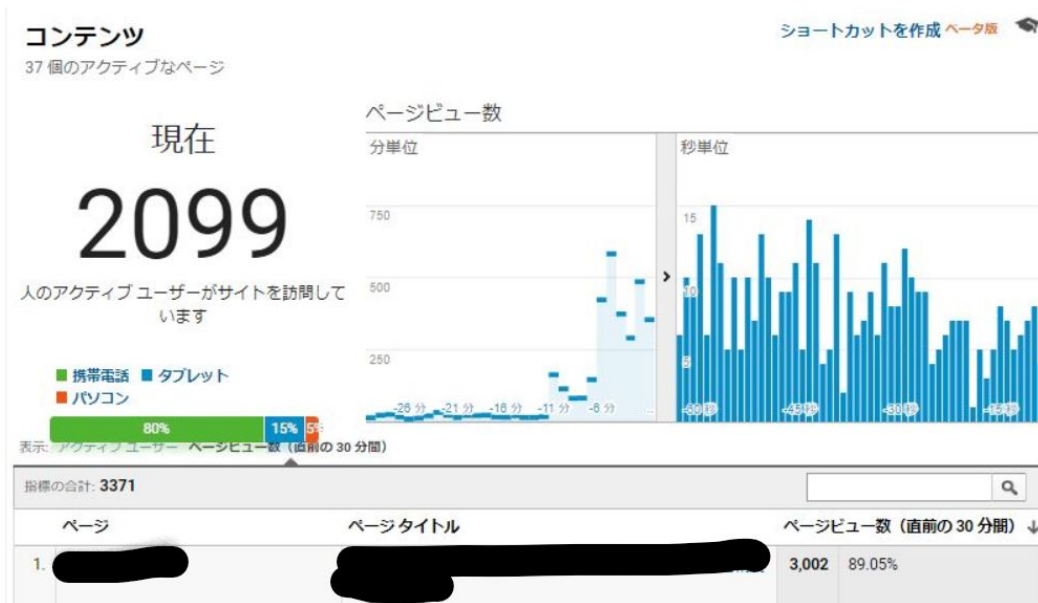 コンテンツ
ショートカットを作成 ベータ版
37 個のアクティブなページ
現在
2099
人のアクティブ ユーザーがサイトを訪問して
います
携帯電話 タブレット
パソコン
80% 15% 5%
ページビュー数
分単位
750
500
250
-26 分 -21 分 -16 分 -11 分 -6 分 ..
秒単位
15
10
5
-60 秒 -45 秒 -30 秒 -15 秒
表示: アクティブ ユーザー ページビュー数（直前の 30 分間）
指標の合計: 3371
ページ ページ タイトル ページビュー数（直前の 30 分間）
1. 3,002 89.05%